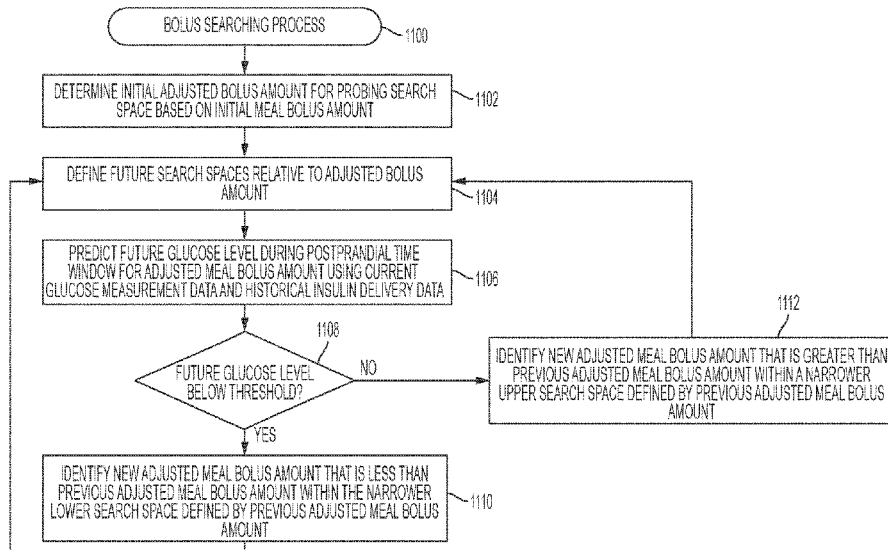 BOLUS SEARCHING PROCESS
1100
DETERMINE INITIAL ADJUSTED BOLUS AMOUNT FOR PROBING SEARCH
SPACE BASED ON INITIAL MEAL BOLUS AMOUNT
1102
DEFINE FUTURE SEARCH SPACES RELATIVE TO ADJUSTED BOLUS
AMOUNT
1104
PREDICT FUTURE GLUCOSE LEVEL DURING POSTPRANDIAL TIME
WINDOW FOR ADJUSTED MEAL BOLUS AMOUNT USING CURRENT
GLUCOSE MEASUREMENT DATA AND HISTORICAL INSULIN DELIVERY DATA
1106
1108
FUTURE GLUCOSE LEVEL
BELOW THRESHOLD?
NO
YES
1112
IDENTIFY NEW ADJUSTED MEAL BOLUS AMOUNT THAT IS GREATER THAN
PREVIOUS ADJUSTED MEAL BOLUS AMOUNT WITHIN A NARROWER
UPPER SEARCH SPACE DEFINED BY PREVIOUS ADJUSTED MEAL BOLUS
AMOUNT
IDENTIFY NEW ADJUSTED MEAL BOLUS AMOUNT THAT IS LESS THAN
PREVIOUS ADJUSTED MEAL BOLUS AMOUNT WITHIN THE NARROWER
LOWER SEARCH SPACE DEFINED BY PREVIOUS ADJUSTED MEAL BOLUS
AMOUNT
1110